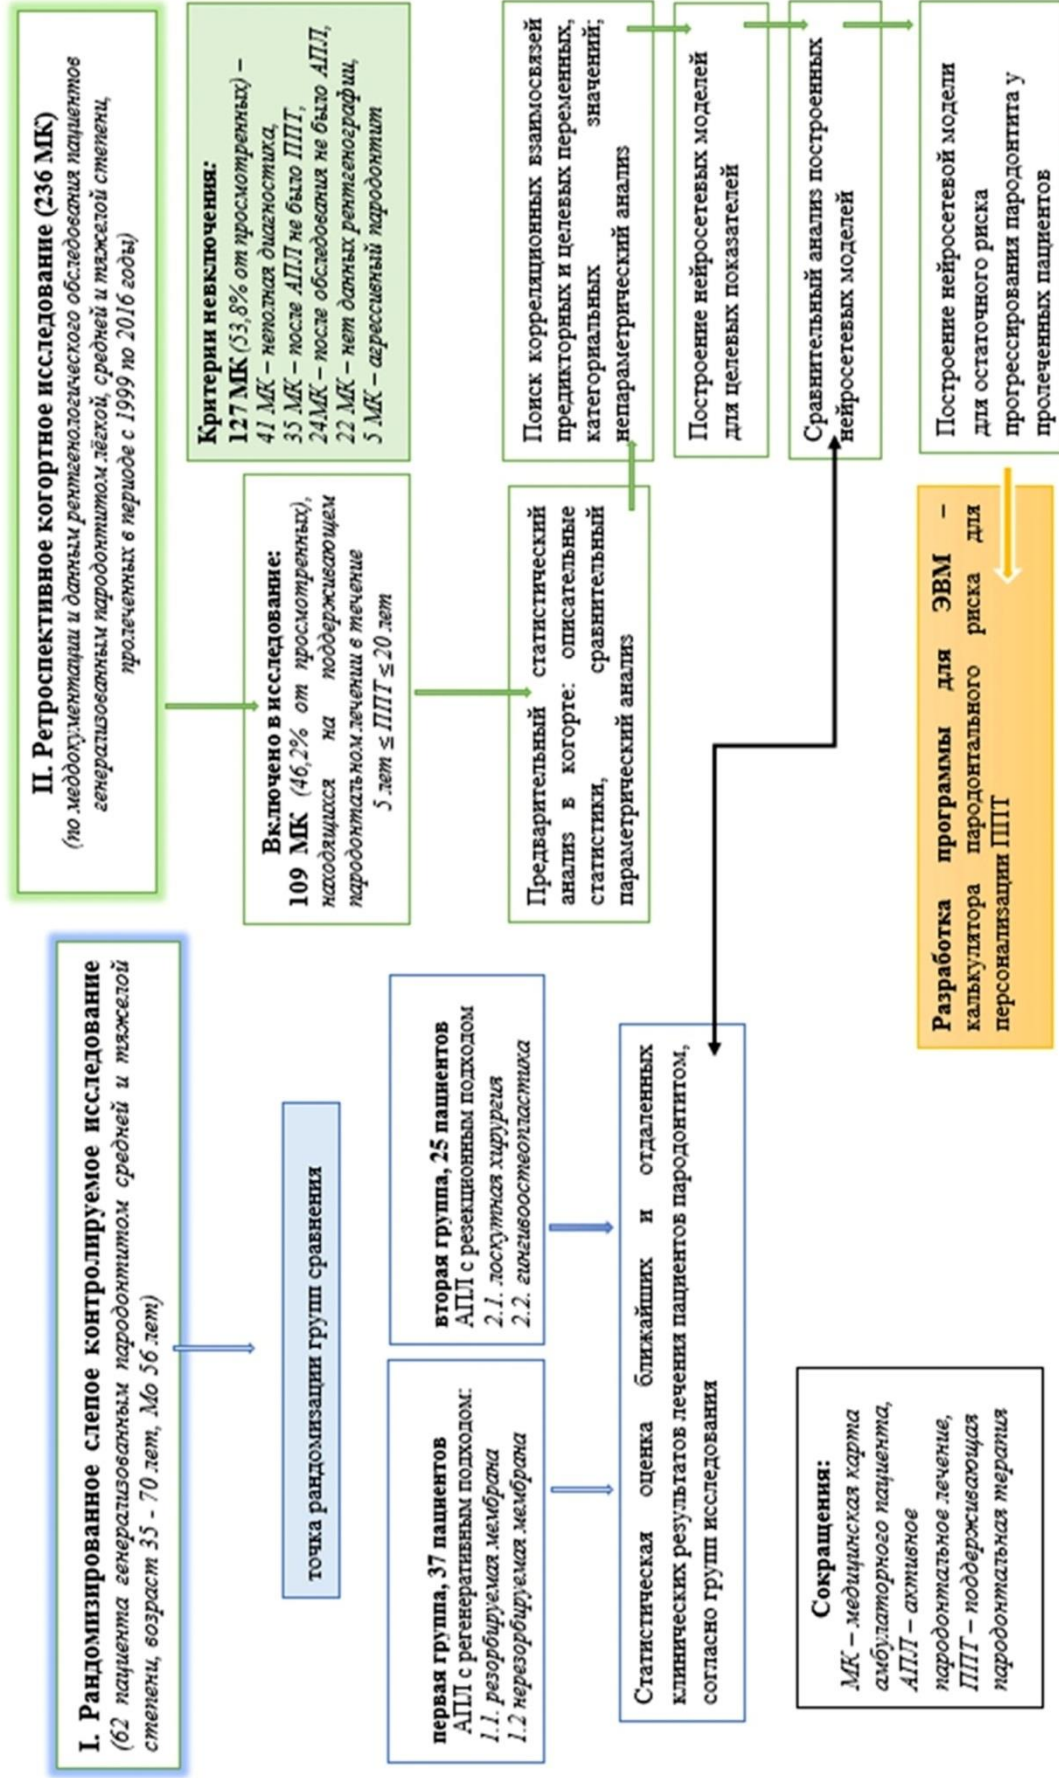 I. Рандомизированное слепое контролируемое исследование
(62 пациента генерализованным пародонтитом средней и тяжелой
степени, возраст 35 - 70 лет, Мо 56 лет)
точка рандомизации групп сравнения
первая группа, 37 пациентов
АПЛ с регенеративным подходом:
1.1. резорбируемая мембрана
1.2 нерезорбируемая мембрана
вторая группа, 25 пациентов
АПЛ с резекционным подходом
2.1. лоскутная хирургия
2.2. гингивоостеопластика
Статистическая оценка ближайших и отдаленных
клинических результатов лечения пациентов пародонтитом,
согласно групп исследования
Сокращения:
МК – медицинская карта
амбулаторного пациента,
АПЛ – активное
пародонтальное лечение,
ППТ – поддерживающая
пародонтальная терапия
II. Ретроспективное когортное исследование (236 МК)
(по меддокументации и данным рентгенологического обследования пациентов
генерализованным пародонтитом лёгкой, средней и тяжелой степени,
пролеченных в периоде с 1999 по 2016 годы)
Включено в исследование:
109 МК (46,2% от просмотренных),
находящихся на поддерживающем
пародонтальном лечении в течение
5 лет ≤ ППТ ≤ 20 лет
Критерии невключения:
127 МК (53,8% от просмотренных) –
41 МК – неполная диагностика,
35 МК – после АПЛ не было ППТ,
24МК – после обследования не было АПЛ,
22 МК – нет данных рентгенографии,
5 МК – агрессивный пародонтит
Предварительный статистический
анализ в когорте: описательные
статистики, сравнительный
параметрический анализ
Поиск корреляционных взаимосвязей
предикторных и целевых переменных,
категориальных значений;
непараметрический анализ
Построение нейросетевых моделей
для целевых показателей
Сравнительный анализ построенных
нейросетевых моделей
Построение нейросетевой модели
для остаточного риска
прогрессирования пародонтита у
пролеченных пациентов
Разработка программы для ЭВМ –
калькулятора пародонтального риска для
персонализации ППТ